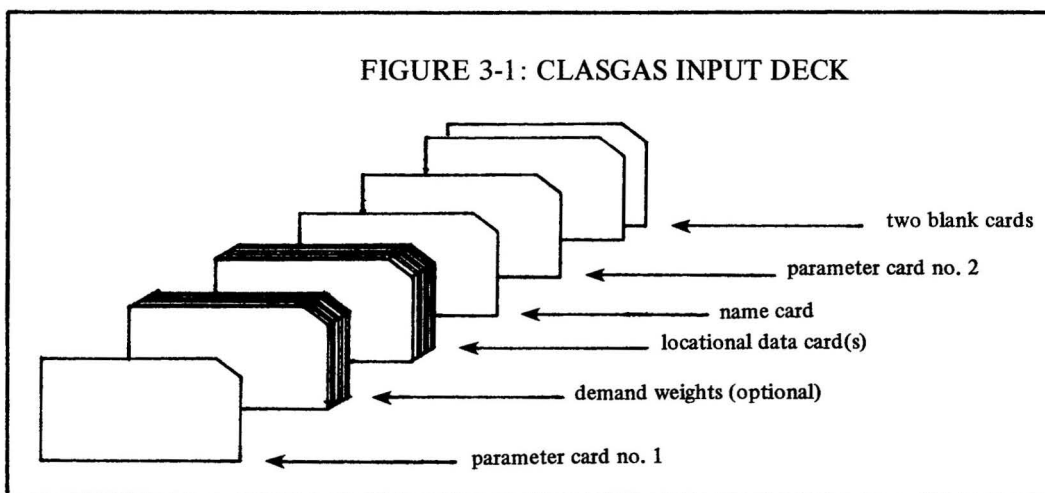 FIGURE 3-1: CLASGAS INPUT DECK
two blank cards
parameter card no. 2
name card
locational data card(s)
demand weights (optional)
parameter card no. 1